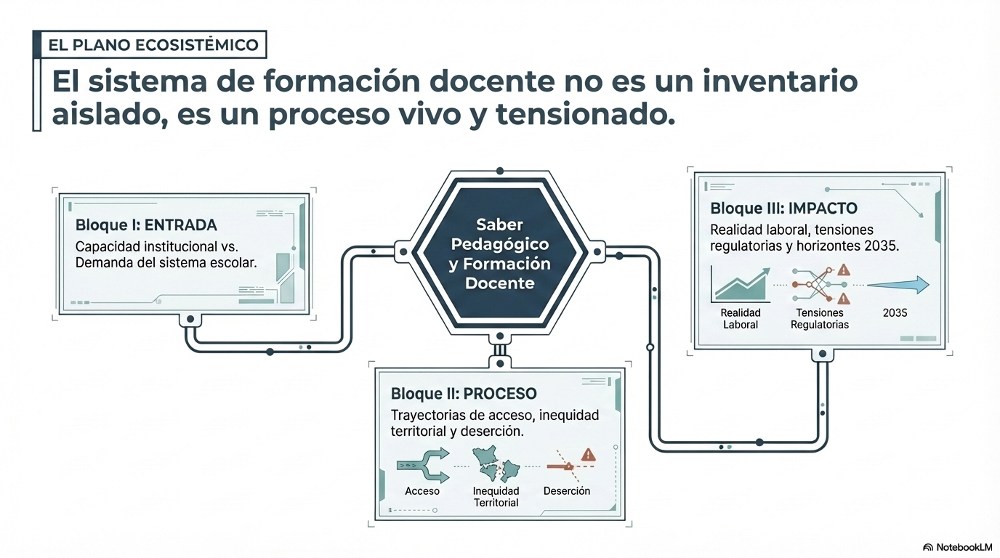 EL PLANO ECOSISTÉMICO
El sistema de formación docente no es un inventario
aislado, es un proceso vivo y tensionado.
Bloque I: ENTRADA
Capacidad institucional vs.
Demanda del sistema escolar.
Saber
Pedagógico
y Formación
Docente
Bloque II: PROCESO
Trayectorias de acceso, inequidad
territorial y deserción.
Acceso
Inequidad
Territorial
Deserción
Bloque III: IMPACTO
Realidad laboral, tensiones
regulatorias y horizontes 2035.
Realidad
Laboral
Tensiones
Regulatorias
2035
NotebookLM